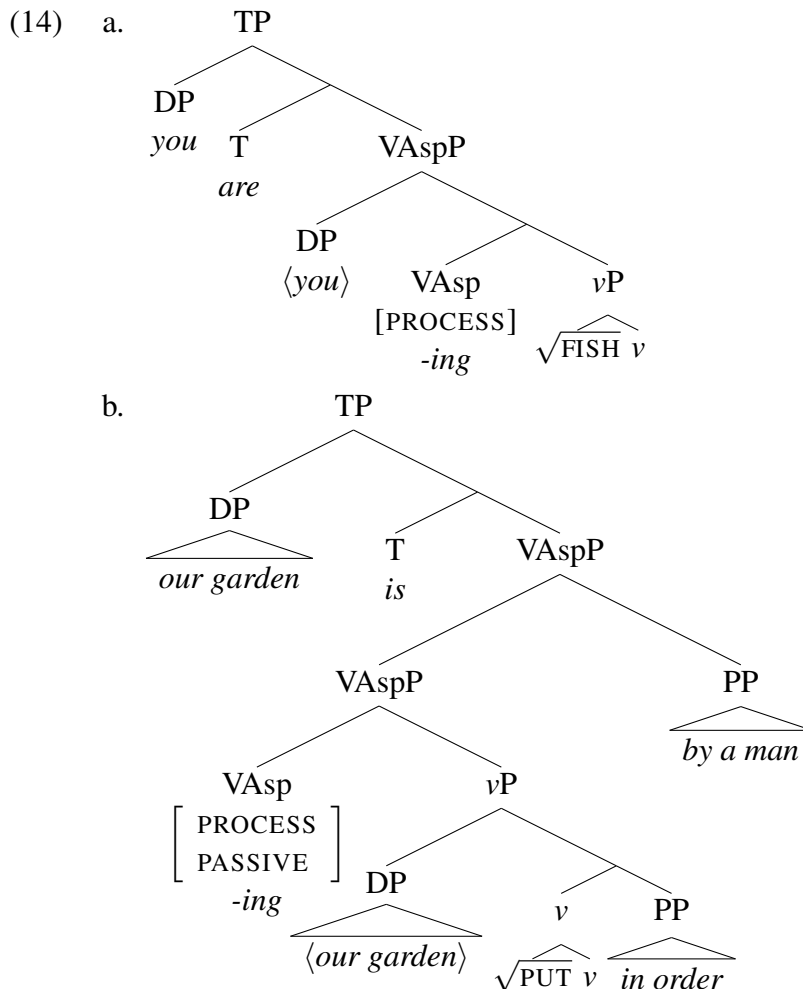 (14) a. TP
DP
you T VAspP
are
DP
⟨you⟩ VAsp vP
[PROCESS] √FISH v
-ing
b. TP
DP
our garden T VAspP
is
VAspP PP
by a man
VAsp vP
PROCESS
PASSIVE
-ing DP
⟨our garden⟩ v PP
√PUT v in order